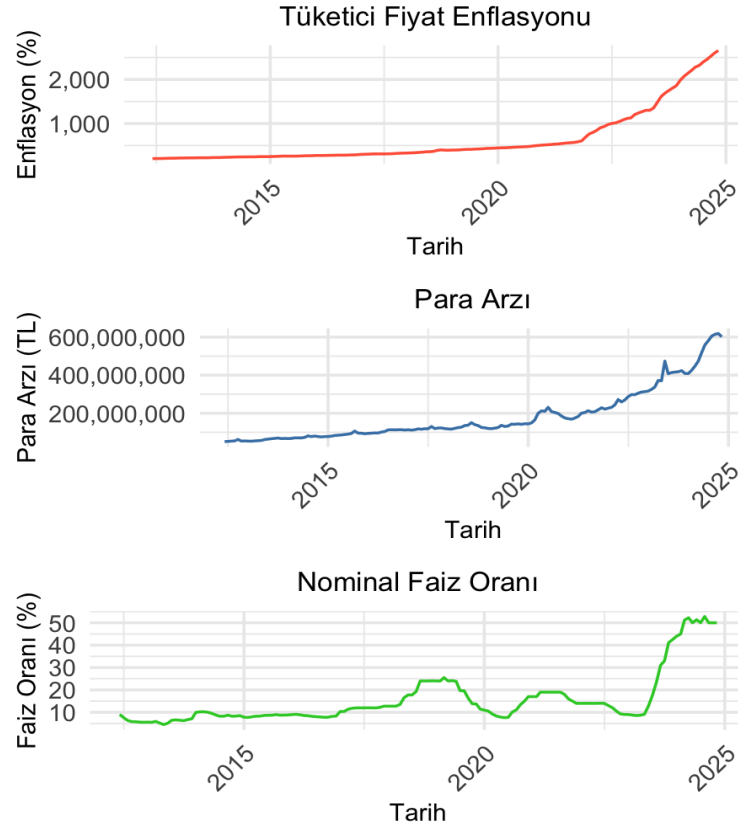 Tüketici Fiyat Enflasyonu
Enflasyon (%)
2,000
1,000
2015
2020
2025
Tarih
Para Arzı
Para Arzı (TL)
600,000,000
400,000,000
200,000,000
2015
2020
2025
Tarih
Nominal Faiz Oranı
Faiz Oranı (%)
50
40
30
20
10
2015
2020
2025
Tarih